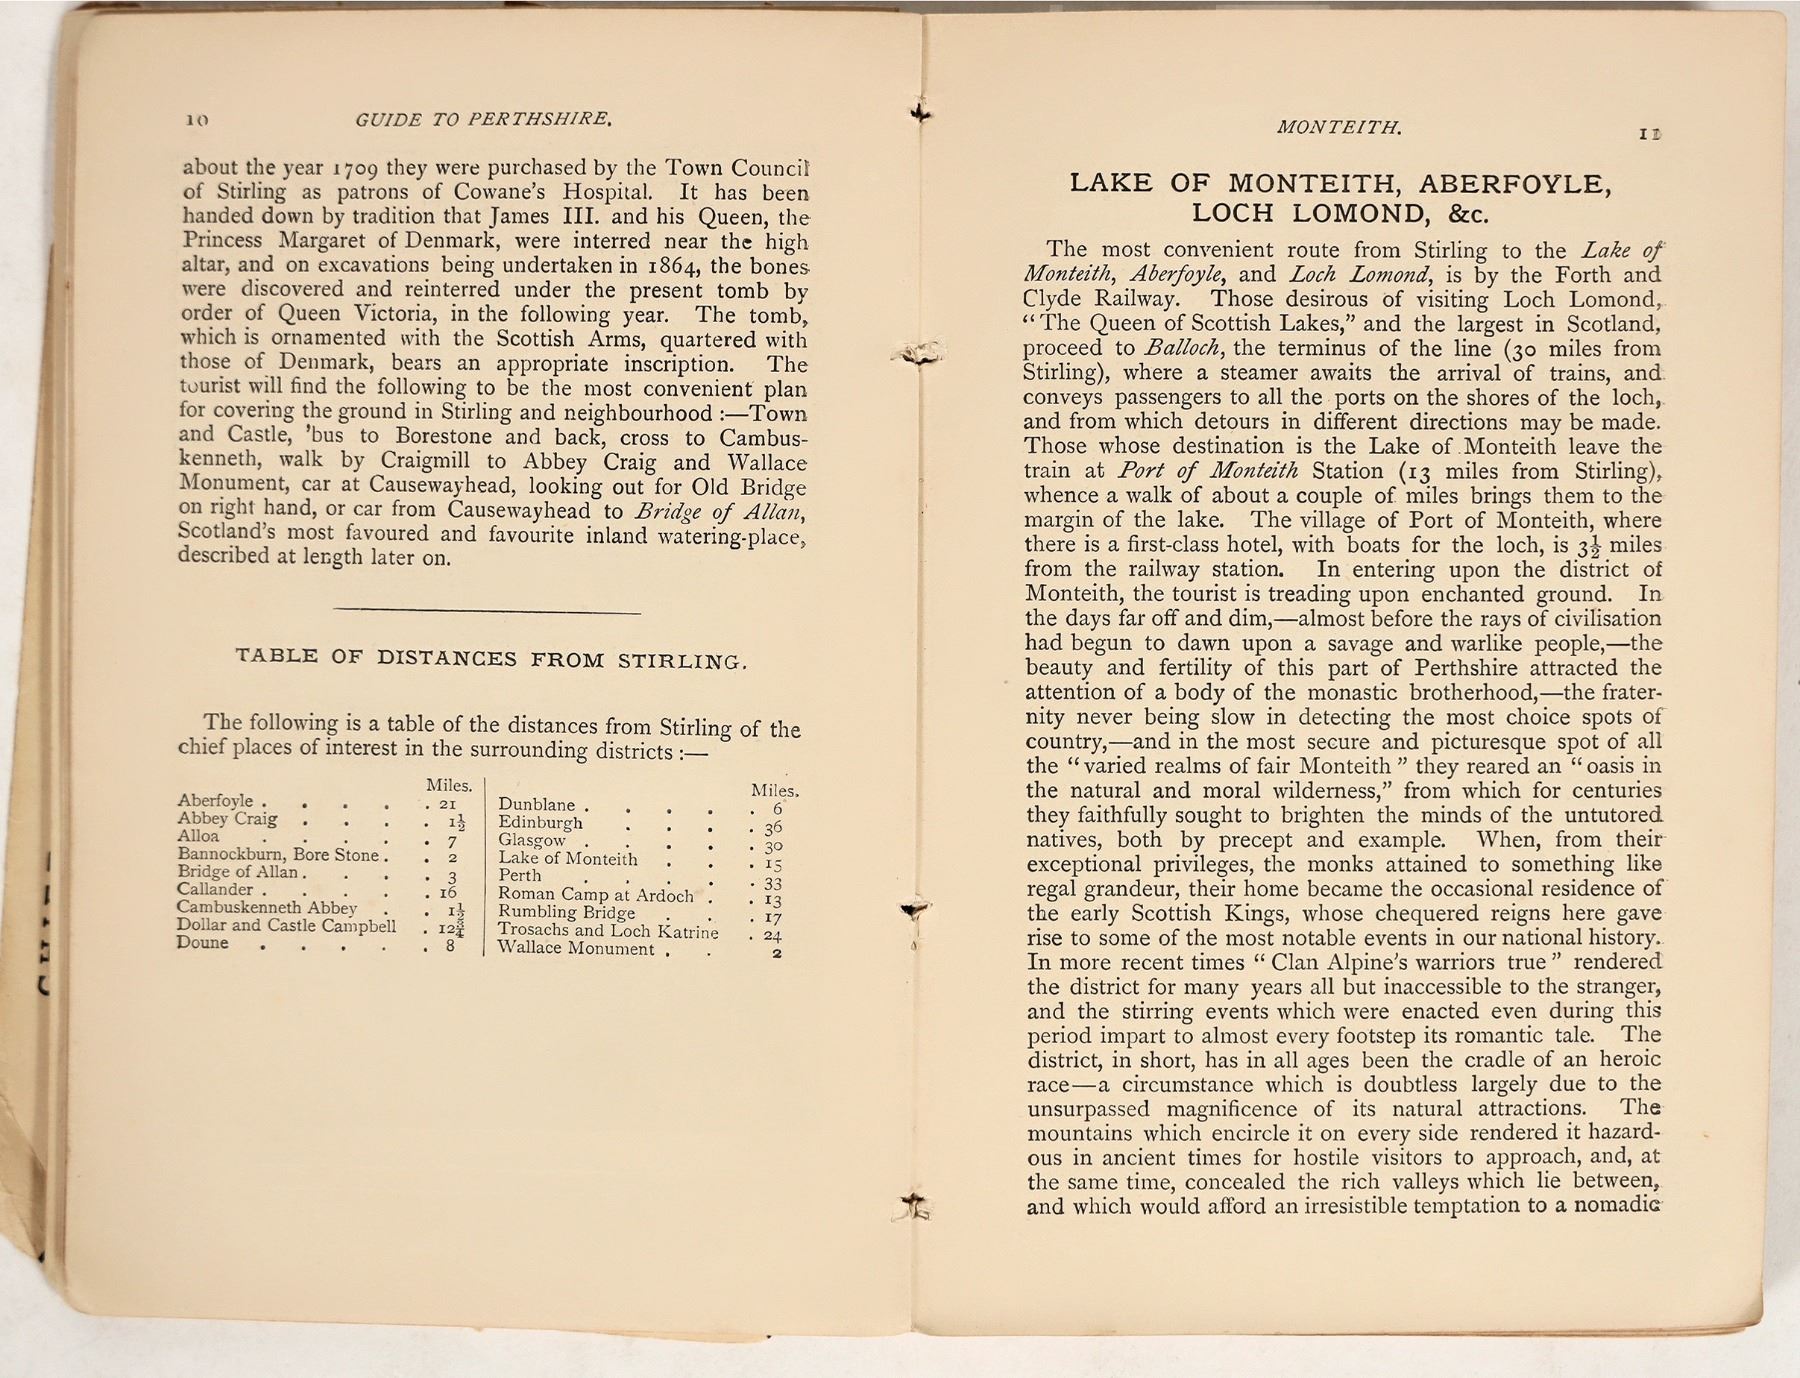 10
GUIDE TO PERTHSHIRE.
about the year 1709 they were purchased by the Town Council
of Stirling as patrons of Cowane's Hospital. It has been
handed down by tradition that James III. and his Queen, the
Princess Margaret of Denmark, were interred near the high
altar, and on excavations being undertaken in 1864, the bones
were discovered and reinterred under the present tomb by
order of Queen Victoria, in the following year. The tomb,
which is ornamented with the Scottish Arms, quartered with
those of Denmark, bears an appropriate inscription. The
tourist will find the following to be the most convenient plan
for covering the ground in Stirling and neighbourhood :—Town
and Castle, 'bus to Borestone and back, cross to Cambus-
kenneth, walk by Craigmill to Abbey Craig and Wallace
Monument, car at Causewayhead, looking out for Old Bridge
on right hand, or car from Causewayhead to Bridge of Allan,
Scotland's most favoured and favourite inland watering-place,
described at length later on.
TABLE OF DISTANCES FROM STIRLING.
The following is a table of the distances from Stirling of the
chief places of interest in the surrounding districts :—
Miles.
Aberfoyle . . . . . 21
Abbey Craig . . . . 1½
Alloa . . . . . 7
Bannockburn, Bore Stone . . 2
Bridge of Allan . . . . 3
Callander . . . . . 16
Cambuskenneth Abbey . . 1½
Dollar and Castle Campbell . 12¾
Doune . . . . . 8
Miles.
Dunblane . . . . . 6
Edinburgh . . . . 36
Glasgow . . . . . 30
Lake of Monteith . . . 15
Perth . . . . . 33
Roman Camp at Ardoch . . 13
Rumbling Bridge . . . 17
Trosachs and Loch Katrine . 24
Wallace Monument . . 2
MONTEITH.
11
LAKE OF MONTEITH, ABERFOYLE,
LOCH LOMOND, &c.
The most convenient route from Stirling to the Lake of
Monteith, Aberfoyle, and Loch Lomond, is by the Forth and
Clyde Railway. Those desirous of visiting Loch Lomond,
“The Queen of Scottish Lakes,” and the largest in Scotland,
proceed to Balloch, the terminus of the line (30 miles from
Stirling), where a steamer awaits the arrival of trains, and
conveys passengers to all the ports on the shores of the loch,
and from which detours in different directions may be made.
Those whose destination is the Lake of Monteith leave the
train at Port of Monteith Station (13 miles from Stirling),
whence a walk of about a couple of miles brings them to the
margin of the lake. The village of Port of Monteith, where
there is a first-class hotel, with boats for the loch, is 3½ miles
from the railway station. In entering upon the district of
Monteith, the tourist is treading upon enchanted ground. In
the days far off and dim,—almost before the rays of civilisation
had begun to dawn upon a savage and warlike people,—the
beauty and fertility of this part of Perthshire attracted the
attention of a body of the monastic brotherhood,—the frater-
nity never being slow in detecting the most choice spots of
country,—and in the most secure and picturesque spot of all
the “varied realms of fair Monteith” they reared an “oasis in
the natural and moral wilderness,” from which for centuries
they faithfully sought to brighten the minds of the untutored
natives, both by precept and example. When, from their
exceptional privileges, the monks attained to something like
regal grandeur, their home became the occasional residence of
the early Scottish Kings, whose chequered reigns here gave
rise to some of the most notable events in our national history.
In more recent times “Clan Alpine's warriors true” rendered
the district for many years all but inaccessible to the stranger,
and the stirring events which were enacted even during this
period impart to almost every footstep its romantic tale. The
district, in short, has in all ages been the cradle of an heroic
race—a circumstance which is doubtless largely due to the
unsurpassed magnificence of its natural attractions. The
mountains which encircle it on every side rendered it hazard-
ous in ancient times for hostile visitors to approach, and, at
the same time, concealed the rich valleys which lie between,
and which would afford an irresistible temptation to a nomadic